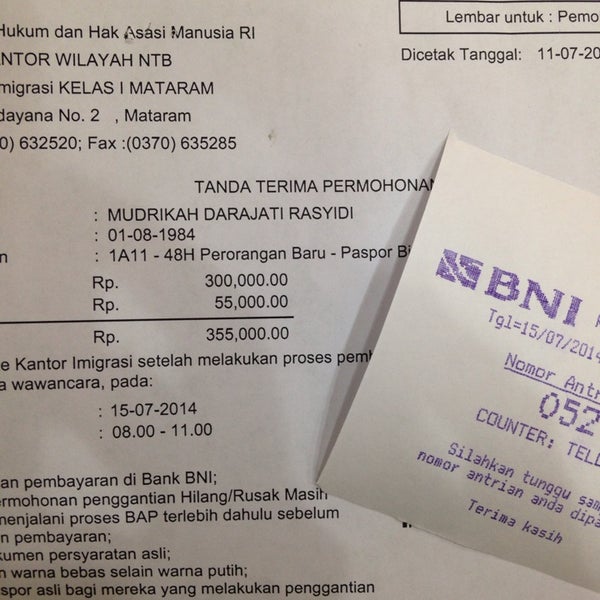 Hukum dan Hak Asasi Manusia RI
KANTOR WILAYAH NTB
Imigrasi KELAS I MATARAM
Udayana No. 2 , Mataram
0) 632520; Fax :(0370) 635285
Lembar untuk : Pemo
Dicetak Tanggal: 11-07-20
TANDA TERIMA PERMOHONAN
: MUDRIKAH DARAJATI RASYIDI
: 01-08-1984
n : 1A11 - 48H Perorangan Baru - Paspor Bi
Rp. 300,000.00
Rp. 55,000.00
Rp. 355,000.00
e Kantor Imigrasi setelah melakukan proses pemb
a wawancara, pada:
: 15-07-2014
: 08.00 - 11.00
an pembayaran di Bank BNI;
ermohonan penggantian Hilang/Rusak Masih
menjalani proses BAP terlebih dahulu sebelum
n pembayaran;
kumen persyaratan asli;
n warna bebas selain warna putih;
spor asli bagi mereka yang melakukan penggantian
BNI
Tgl=15/07/2014
Nomor Antr
052
COUNTER: TELL
Silahkan tunggu sam
nomor antrian anda dipa
Terima kasih